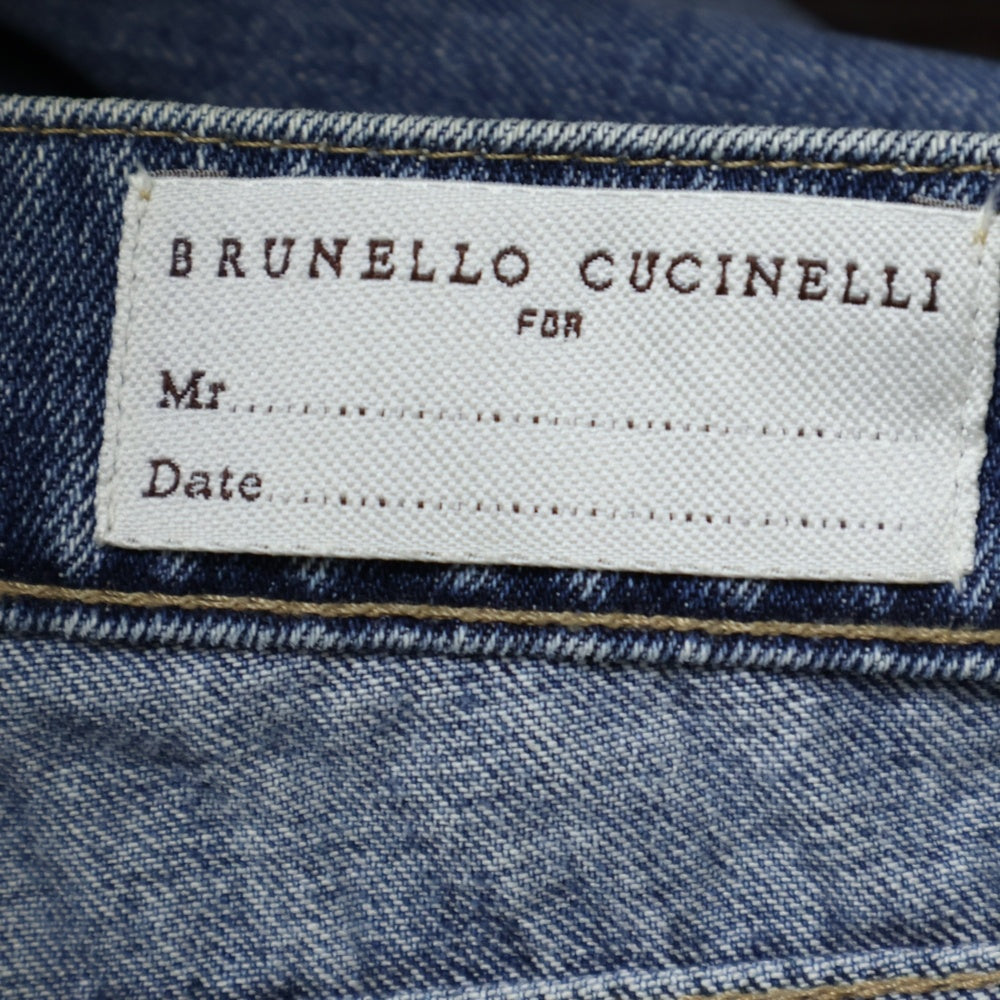 BRUNELLO CUCINELLI
FOR
Mr..............................................
Date..............................................